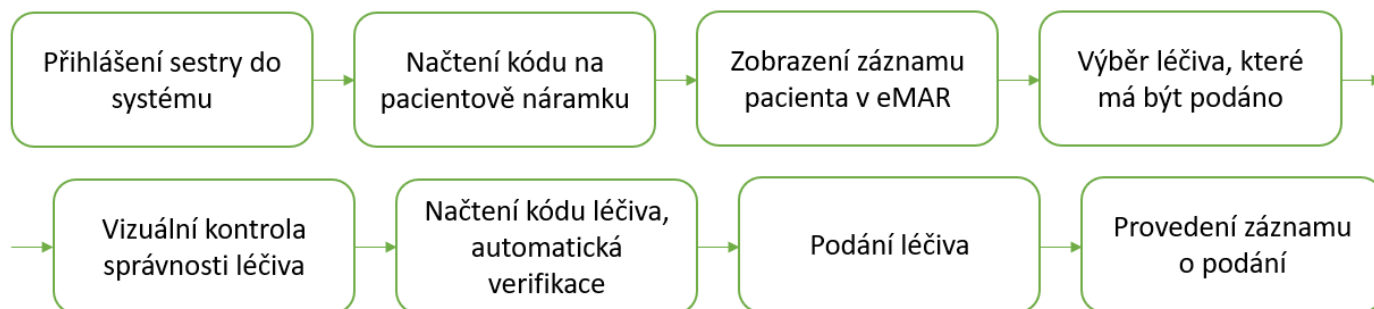 Přihlášení sestry do
systému
Načtení kódu na
pacientově náramku
Zobrazení záznamu
pacienta v eMAR
Výběr léčiva, které
má být podáno
Vizuální kontrola
správnosti léčiva
Načtení kódu léčiva,
automatická
verifikace
Podání léčiva
Provedení záznamu
o podání